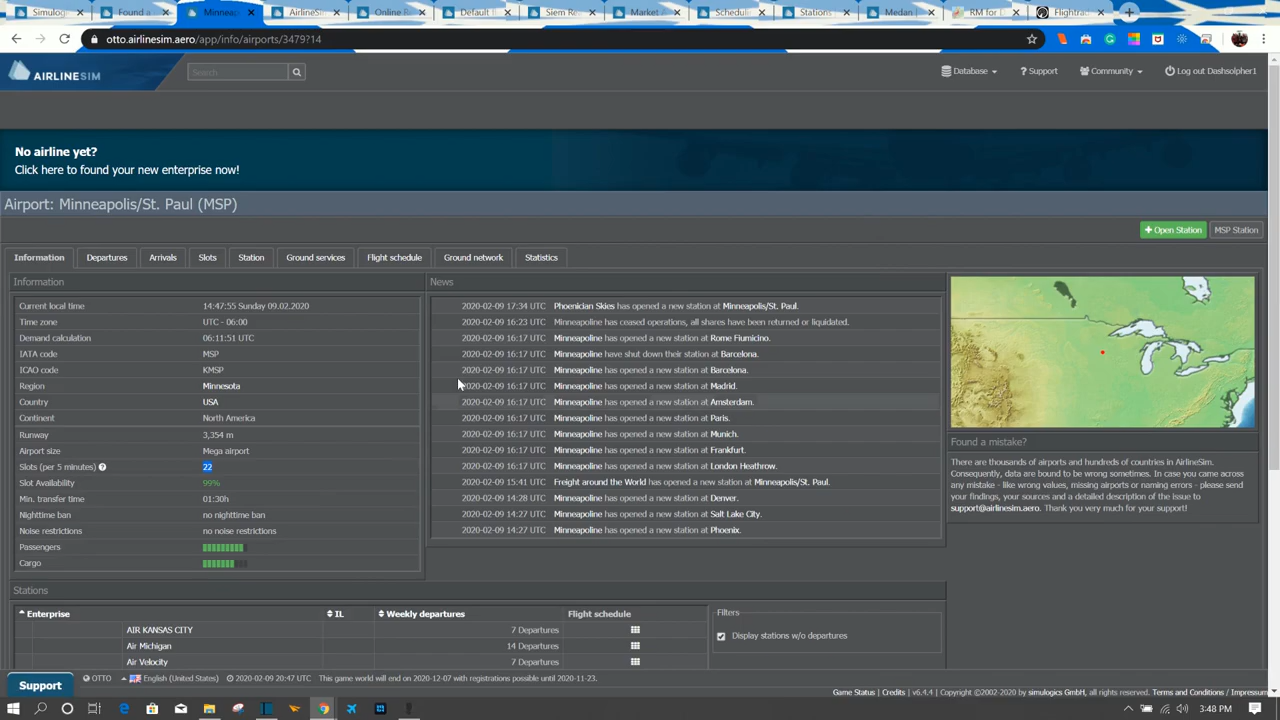 Simulo
Found a
Minneap
AirlineS
Online R
Default I
Siem Re
Market A
Schedul
Stations
Medan |
RM for D
Flightra
otto.airlinesim.aero/app/info/airports/3479?14
AIRLINESIM
Search
Database
Support
Community
Log out Dashsolpher1
No airline yet?
Click here to found your new enterprise now!
Airport: Minneapolis/St. Paul (MSP)
Open Station
MSP Station
Information
Departures
Arrivals
Slots
Station
Ground services
Flight schedule
Ground network
Statistics
Information
Current local time 14:47:55 Sunday 09.02.2020
Time zone UTC - 06:00
Demand calculation 06:11:51 UTC
IATA code MSP
ICAO code KMSP
Region Minnesota
Country USA
Continent North America
Runway 3,354 m
Airport size Mega airport
Slots (per 5 minutes) 22
Slot Availability 99%
Min. transfer time 01:30h
Nighttime ban no nighttime ban
Noise restrictions no noise restrictions
Passengers
Cargo
News
2020-02-09 17:34 UTC Phoenician Skies has opened a new station at Minneapolis/St. Paul.
2020-02-09 16:23 UTC Minneapoline has ceased operations, all shares have been returned or liquidated.
2020-02-09 16:17 UTC Minneapoline has opened a new station at Rome Fiumicino.
2020-02-09 16:17 UTC Minneapoline have shut down their station at Barcelona.
2020-02-09 16:17 UTC Minneapoline has opened a new station at Barcelona.
2020-02-09 16:17 UTC Minneapoline has opened a new station at Madrid.
2020-02-09 16:17 UTC Minneapoline has opened a new station at Amsterdam.
2020-02-09 16:17 UTC Minneapoline has opened a new station at Paris.
2020-02-09 16:17 UTC Minneapoline has opened a new station at Munich.
2020-02-09 16:17 UTC Minneapoline has opened a new station at Frankfurt.
2020-02-09 16:17 UTC Minneapoline has opened a new station at London Heathrow.
2020-02-09 15:41 UTC Freight around the World has opened a new station at Minneapolis/St. Paul.
2020-02-09 14:28 UTC Minneapoline has opened a new station at Denver.
2020-02-09 14:27 UTC Minneapoline has opened a new station at Salt Lake City.
2020-02-09 14:27 UTC Minneapoline has opened a new station at Phoenix.
Found a mistake?
There are thousands of airports and hundreds of countries in AirlineSim.
Consequently, data are bound to be wrong sometimes. In case you came across
any mistake - like wrong values, missing airports or naming errors - please send
your findings, your sources and a detailed description of the issue to
support@airlinesim.aero. Thank you very much for your support!
Stations
Enterprise IL Weekly departures Flight schedule
AIR KANSAS CITY 7 Departures
Air Michigan 14 Departures
Air Velocity 7 Departures
Filters
Display stations w/o departures
Support
OTTO English (United States) 2020-02-09 20:47 UTC This game world will end on 2020-12-07 with registrations possible until 2020-11-23.
Game Status | Credits | v6.4.4 | Copyright ©2002-2020 by simulogics GmbH, all rights reserved. Terms and Conditions / Impressum
3:48 PM